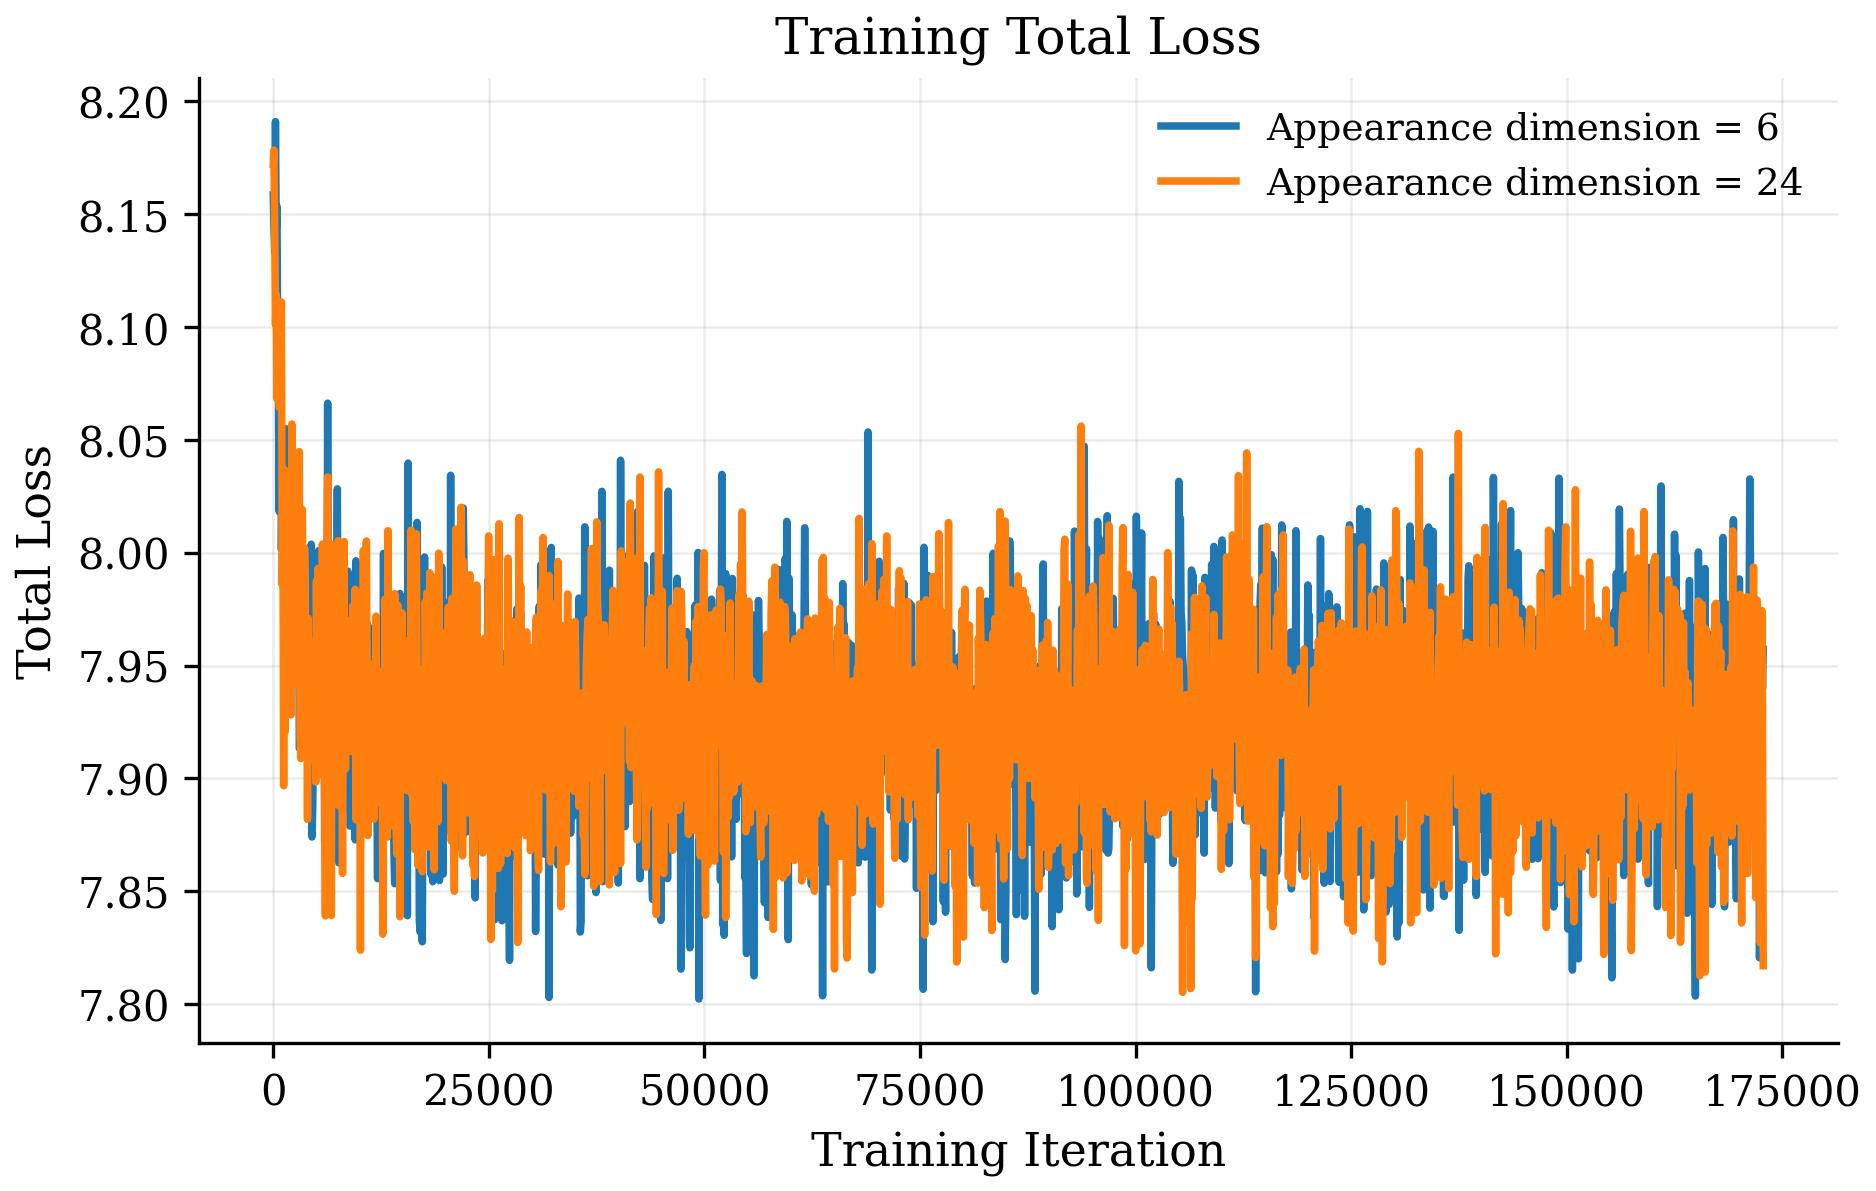 Training Total Loss
Appearance dimension = 6
Appearance dimension = 24
Total Loss
8.20
8.15
8.10
8.05
8.00
7.95
7.90
7.85
7.80
0 25000 50000 75000 100000 125000 150000 175000
Training Iteration